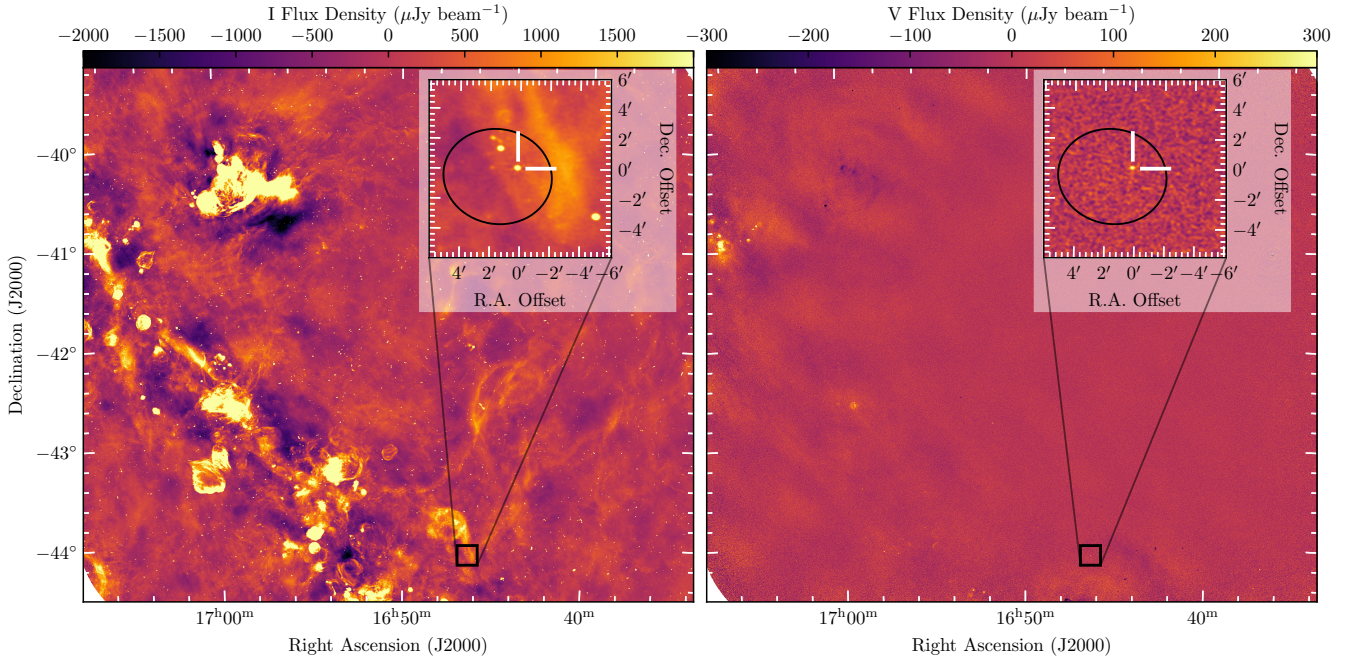 I Flux Density (μJy beam⁻¹)
−2000 −1500 −1000 −500 0 500 1000 1500
6′
4′
2′
0′
−2′
−4′
Dec. Offset
4′ 2′ 0′ −2′ −4′ −6′
R.A. Offset
−40°
−41°
−42°
−43°
−44°
Declination (J2000)
17ʰ00ᵐ 16ʰ50ᵐ 40ᵐ
Right Ascension (J2000)
V Flux Density (μJy beam⁻¹)
−300 −200 −100 0 100 200 300
6′
4′
2′
0′
−2′
−4′
Dec. Offset
4′ 2′ 0′ −2′ −4′ −6′
R.A. Offset
17ʰ00ᵐ 16ʰ50ᵐ 40ᵐ
Right Ascension (J2000)